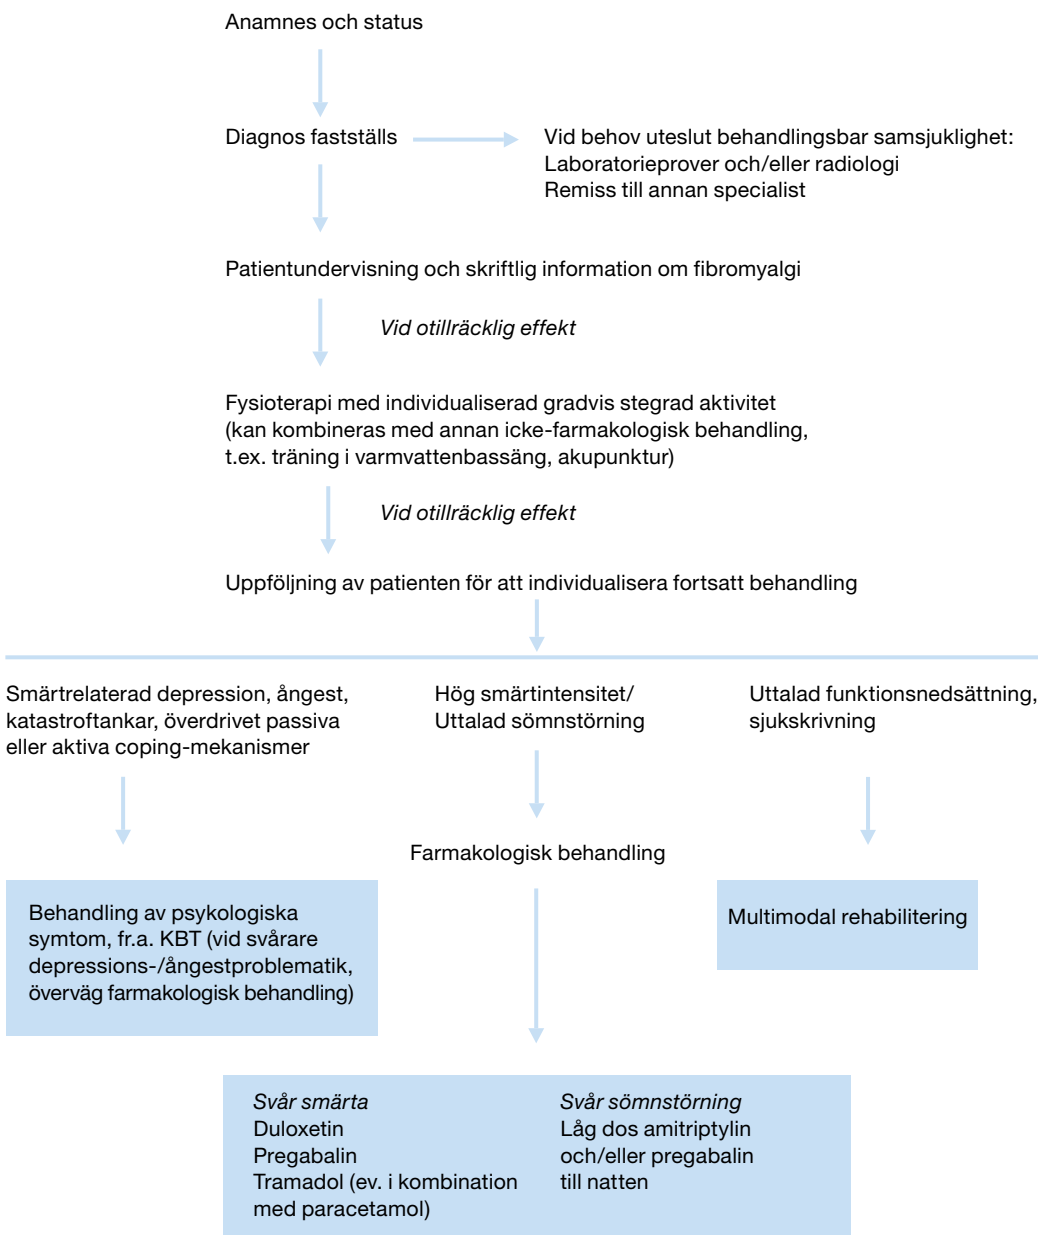 Anamnes och status
Diagnos fastställs
Vid behov uteslut behandlingsbar samsjuklighet:
Laboratorieprover och/eller radiologi
Remiss till annan specialist
Patientundervisning och skriftlig information om fibromyalgi
Vid otillräcklig effekt
Fysioterapi med individualiserad gradvis stegrad aktivitet
(kan kombineras med annan icke-farmakologisk behandling,
t.ex. träning i varmvattenbassäng, akupunktur)
Vid otillräcklig effekt
Uppföljning av patienten för att individualisera fortsatt behandling
Smärtrelaterad depression, ångest,
katastroftankar, överdrivet passiva
eller aktiva coping-mekanismer
Hög smärtintensitet/
Uttalad sömnstörning
Uttalad funktionsnedsättning,
sjukskrivning
Farmakologisk behandling
Behandling av psykologiska
symtom, fr.a. KBT (vid svårare
depressions-/ångestproblematik,
överväg farmakologisk behandling)
Multimodal rehabilitering
Svår smärta
Duloxetin
Pregabalin
Tramadol (ev. i kombination
med paracetamol)
Svår sömnstörning
Låg dos amitriptylin
och/eller pregabalin
till natten